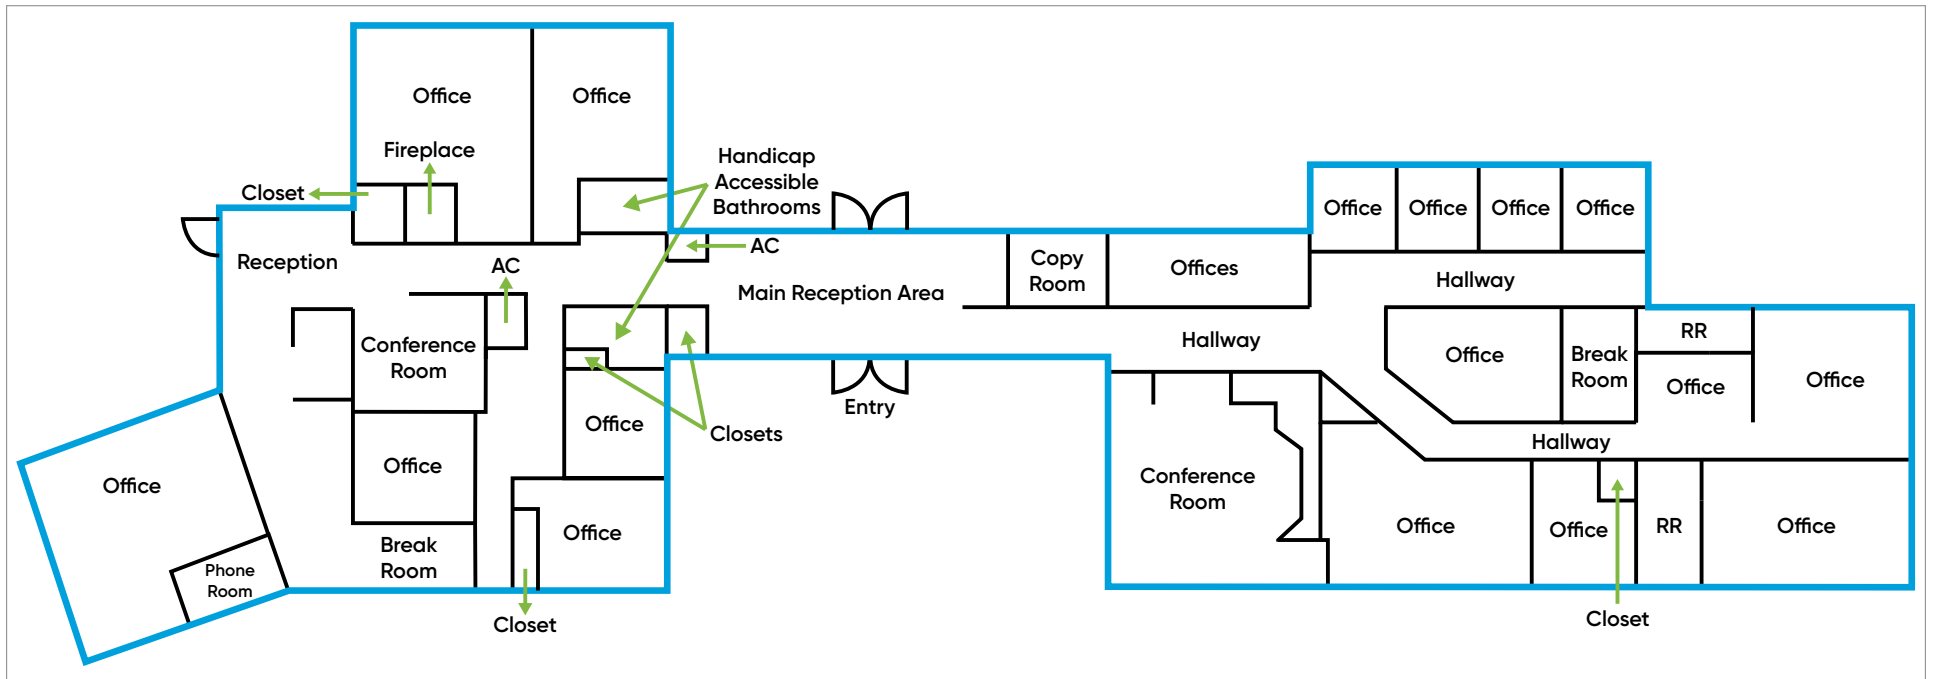 Office
Office
Fireplace
Closet
Handicap
Accessible
Bathrooms
Reception
AC
AC
Main Reception Area
Copy
Room
Offices
Office
Office
Office
Office
Hallway
Conference
Room
Hallway
Office
Break
Room
RR
Office
Office
Entry
Closets
Office
Office
Office
Hallway
Conference
Room
Office
Office
RR
Office
Office
Break
Room
Phone
Room
Closet
Closet